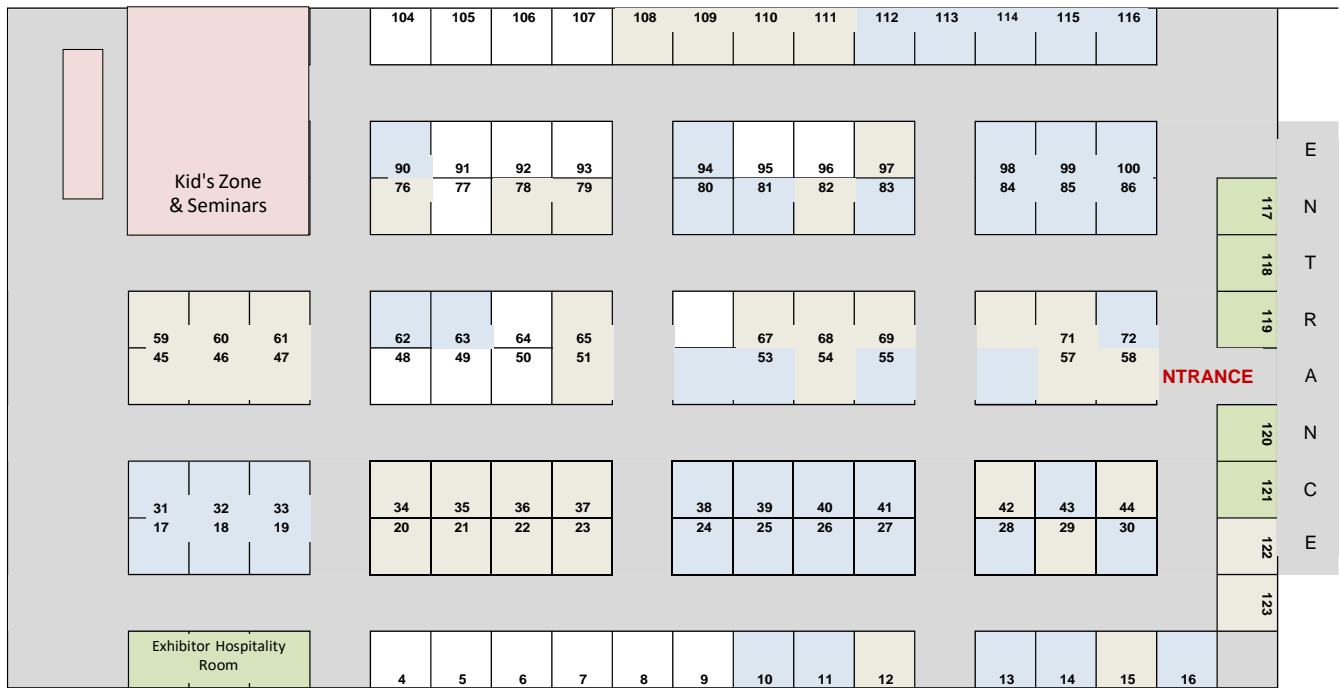 104 105 106 107 108 109 110 111 112 113 114 115 116
90 91 92 93 94 95 96 97 98 99 100
76 77 78 79 80 81 82 83 84 85 86
Kid's Zone
& Seminars
117
118
119
59 60 61 62 63 64 65 67 68 69 71 72
45 46 47 48 49 50 51 53 54 55 57 58
NTRANCE
120
121
122
123
E
N
T
R
A
N
C
E
31 32 33 34 35 36 37 38 39 40 41 42 43 44
17 18 19 20 21 22 23 24 25 26 27 28 29 30
Exhibitor Hospitality
Room
4 5 6 7 8 9 10 11 12 13 14 15 16